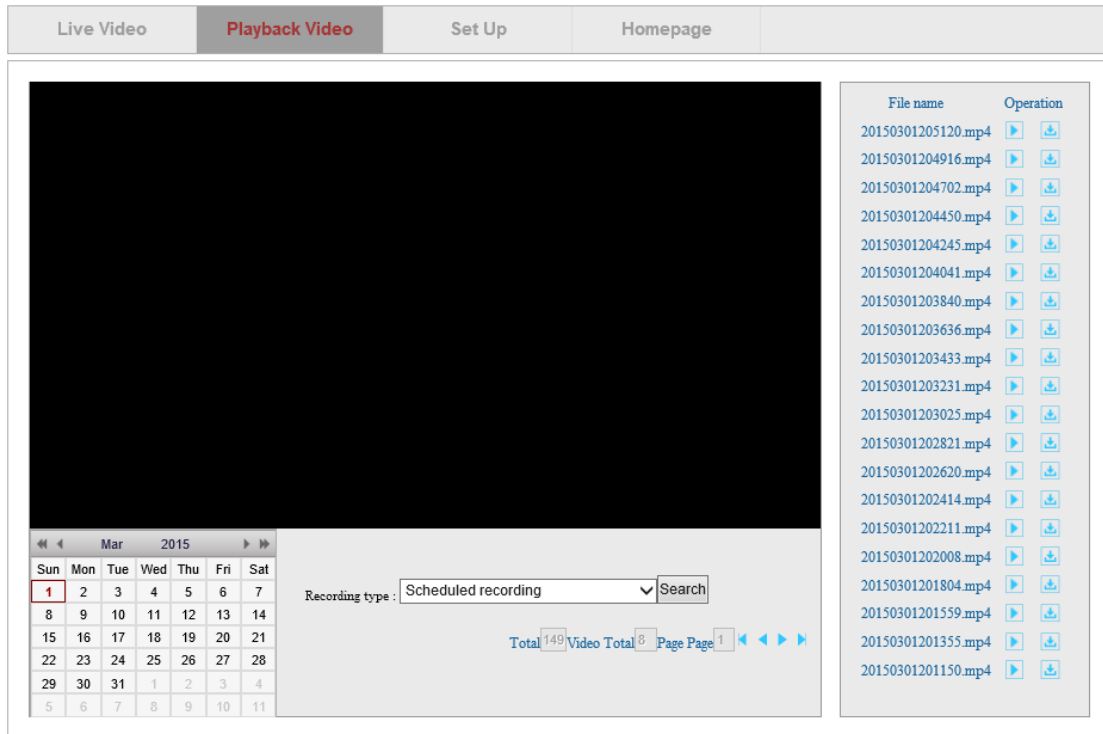 Live Video Playback Video Set Up Homepage
File name Operation
20150301205120.mp4
20150301204916.mp4
20150301204702.mp4
20150301204450.mp4
20150301204245.mp4
20150301204041.mp4
20150301203840.mp4
20150301203636.mp4
20150301203433.mp4
20150301203231.mp4
20150301203025.mp4
20150301202821.mp4
20150301202620.mp4
20150301202414.mp4
20150301202211.mp4
20150301202008.mp4
20150301201804.mp4
20150301201559.mp4
20150301201355.mp4
20150301201150.mp4
Mar 2015
Sun Mon Tue Wed Thu Fri Sat
1 2 3 4 5 6 7
8 9 10 11 12 13 14
15 16 17 18 19 20 21
22 23 24 25 26 27 28
29 30 31 1 2 3 4
5 6 7 8 9 10 11
Recording type : Scheduled recording Search
Total 149 Video Total 8 Page Page 1